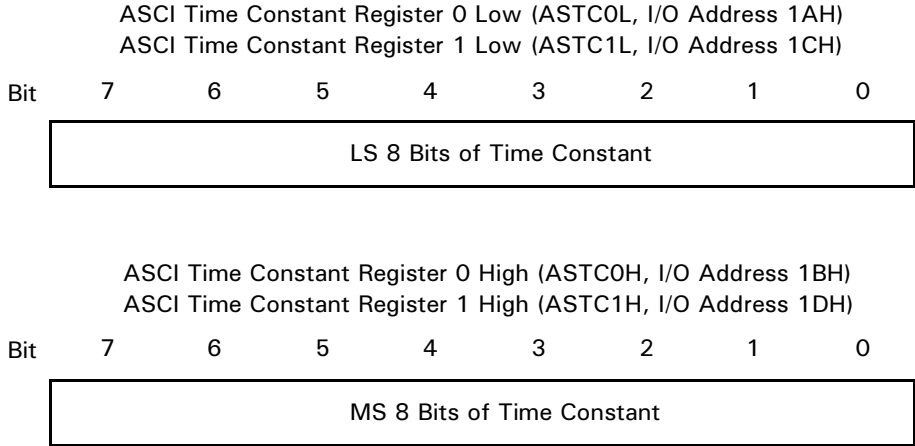 ASCI Time Constant Register 0 Low (ASTC0L, I/O Address 1AH)
ASCI Time Constant Register 1 Low (ASTC1L, I/O Address 1CH)
Bit 7 6 5 4 3 2 1 0
LS 8 Bits of Time Constant
ASCI Time Constant Register 0 High (ASTC0H, I/O Address 1BH)
ASCI Time Constant Register 1 High (ASTC1H, I/O Address 1DH)
Bit 7 6 5 4 3 2 1 0
MS 8 Bits of Time Constant